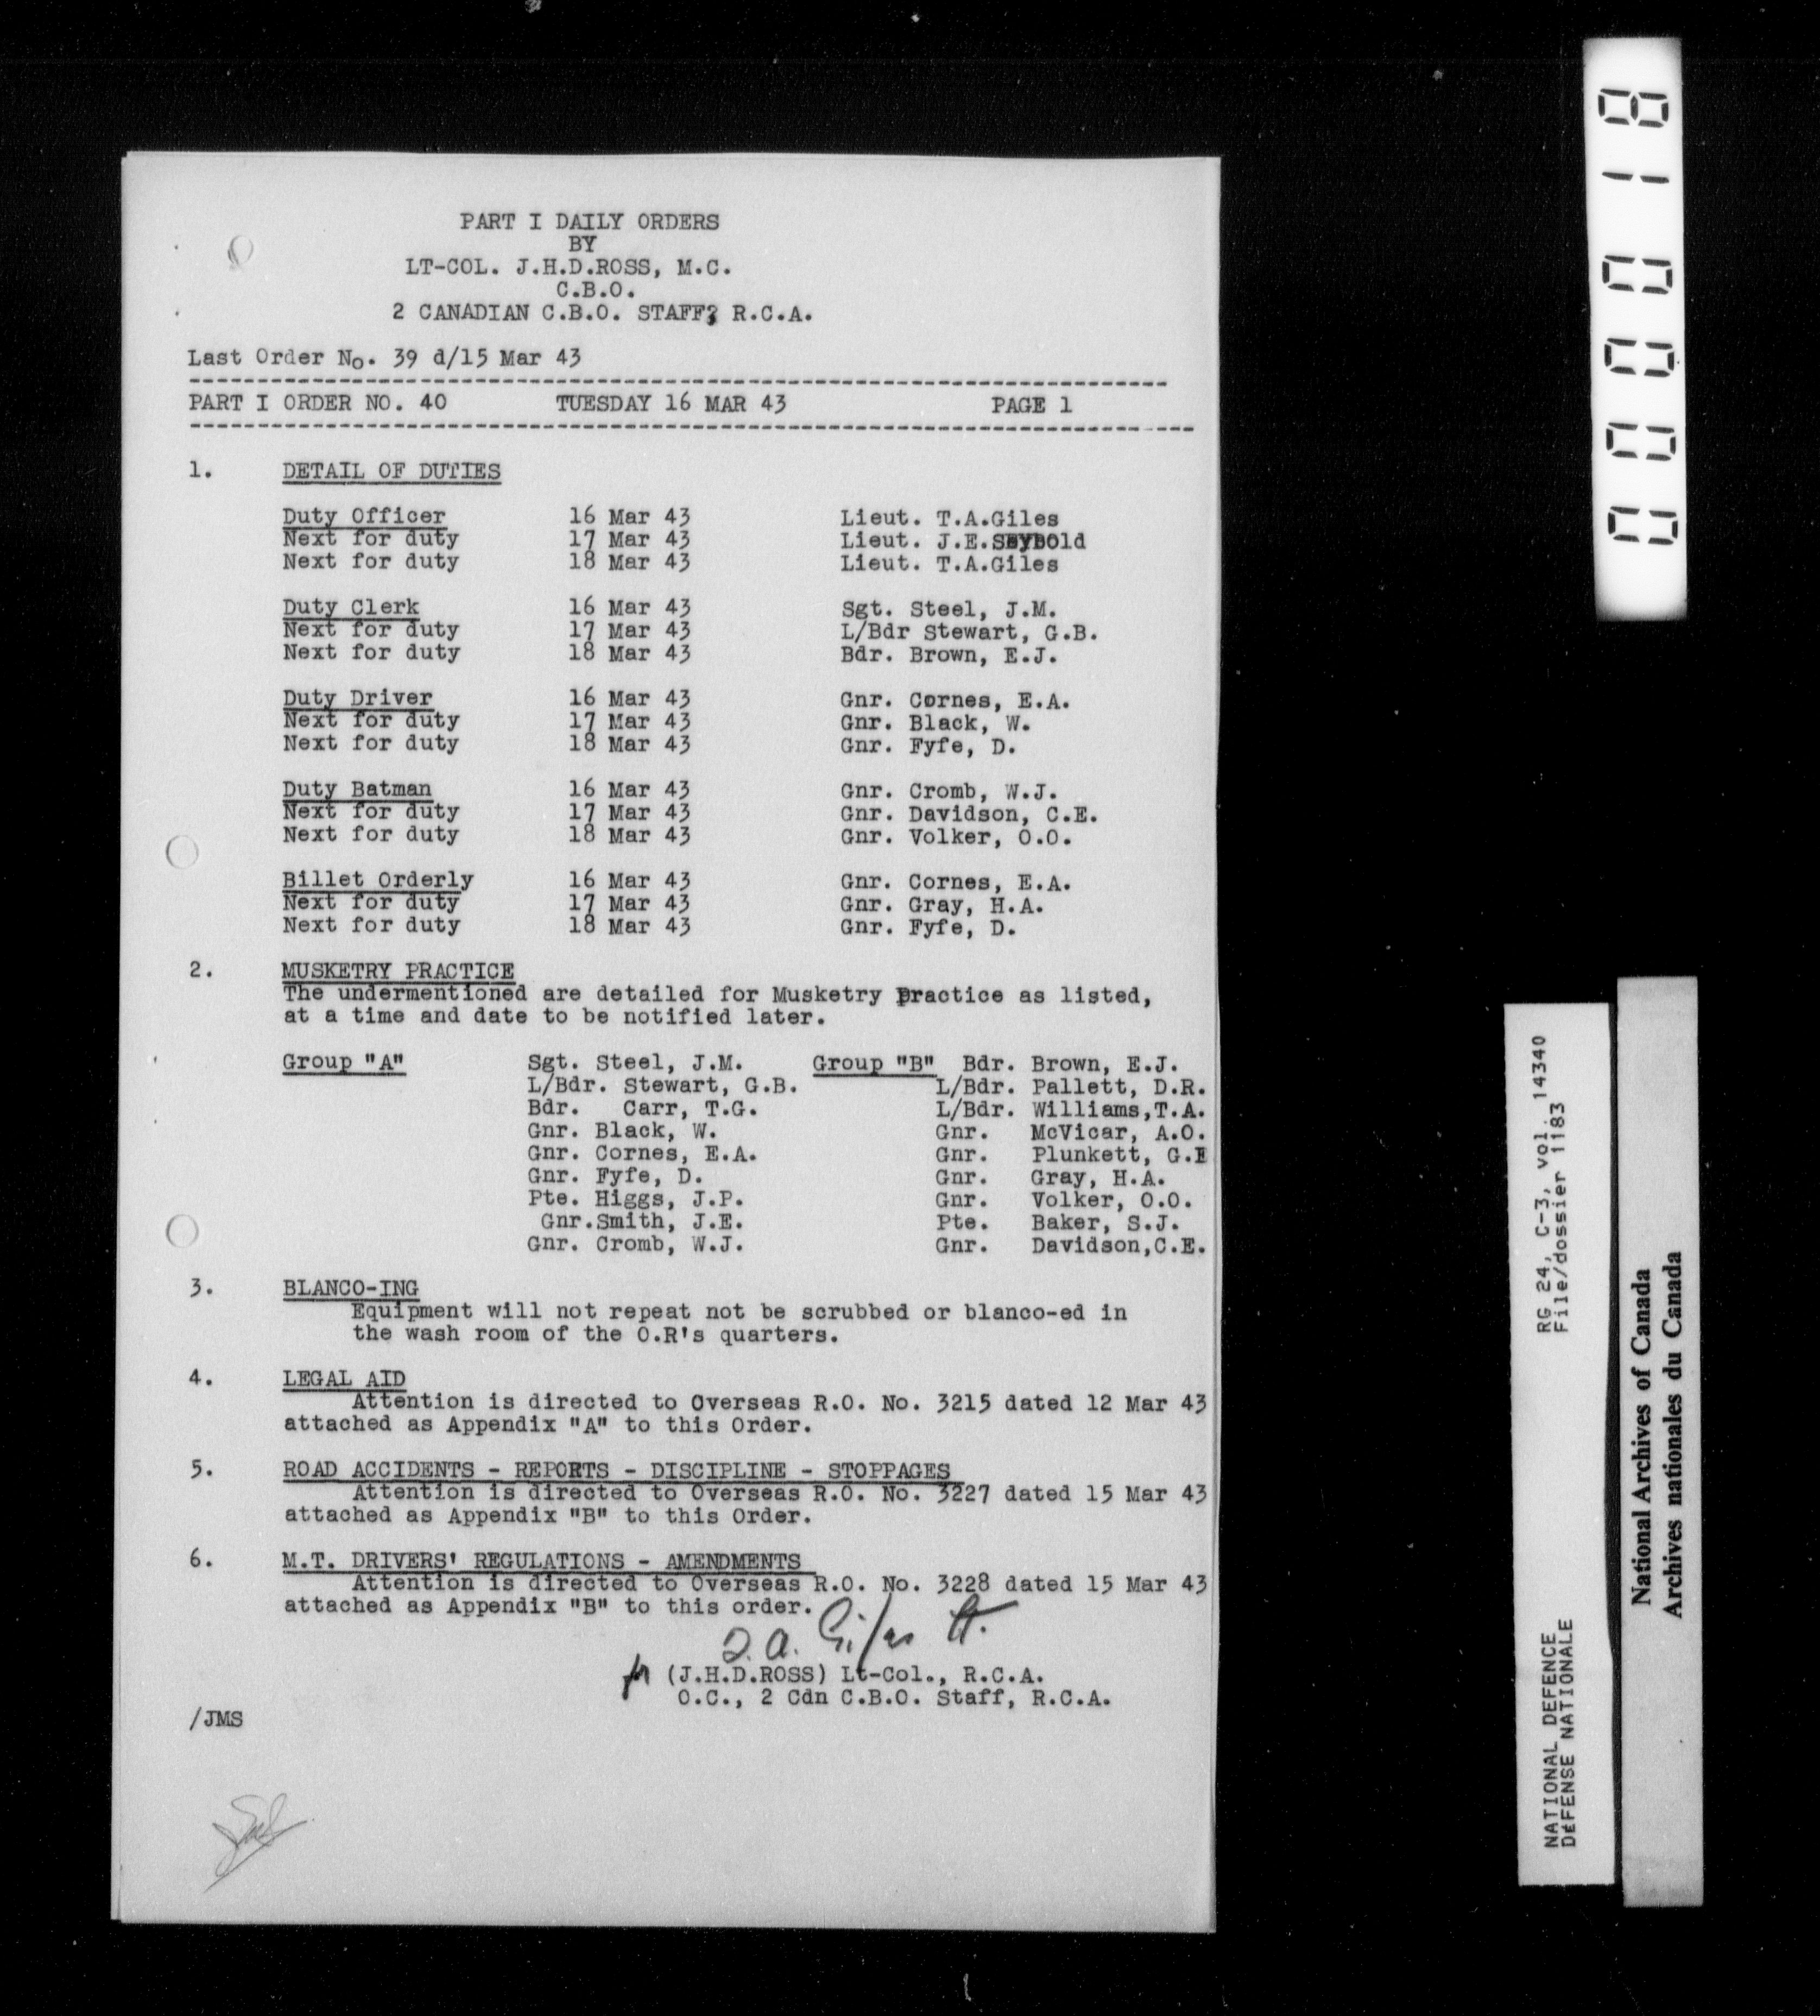 PART I DAILY ORDERS
BY
LT-COL. J.H.D.ROSS, M.C.
C.B.O.
2 CANADIAN C.B.O. STAFF, R.C.A.
Last Order No. 39 d/15 Mar 43
PART I ORDER NO. 40 TUESDAY 16 MAR 43 PAGE 1
1. DETAIL OF DUTIES
Duty Officer 16 Mar 43 Lieut. T.A.Giles
Next for duty 17 Mar 43 Lieut. J.E.Seybold
Next for duty 18 Mar 43 Lieut. T.A.Giles
Duty Clerk 16 Mar 43 Sgt. Steel, J.M.
Next for duty 17 Mar 43 L/Bdr Stewart, G.B.
Next for duty 18 Mar 43 Bdr. Brown, E.J.
Duty Driver 16 Mar 43 Gnr. Cornes, E.A.
Next for duty 17 Mar 43 Gnr. Black, W.
Next for duty 18 Mar 43 Gnr. Fyfe, D.
Duty Batman 16 Mar 43 Gnr. Cromb, W.J.
Next for duty 17 Mar 43 Gnr. Davidson, C.E.
Next for duty 18 Mar 43 Gnr. Volker, O.O.
Billet Orderly 16 Mar 43 Gnr. Cornes, E.A.
Next for duty 17 Mar 43 Gnr. Gray, H.A.
Next for duty 18 Mar 43 Gnr. Fyfe, D.
2. MUSKETRY PRACTICE
The undermentioned are detailed for Musketry practice as listed,
at a time and date to be notified later.
Group "A" Sgt. Steel, J.M. Group "B" Bdr. Brown, E.J.
L/Bdr. Stewart, G.B. L/Bdr. Pallett, D.R.
Bdr. Carr, T.G. L/Bdr. Williams,T.A.
Gnr. Black, W. Gnr. McVicar, A.O.
Gnr. Cornes, E.A. Gnr. Plunkett, G.E
Gnr. Fyfe, D. Gnr. Gray, H.A.
Pte. Higgs, J.P. Gnr. Volker, O.O.
Gnr.Smith, J.E. Pte. Baker, S.J.
Gnr. Cromb, W.J. Gnr. Davidson,C.E.
3. BLANCO-ING
Equipment will not repeat not be scrubbed or blanco-ed in
the wash room of the O.R's quarters.
4. LEGAL AID
Attention is directed to Overseas R.O. No. 3215 dated 12 Mar 43
attached as Appendix "A" to this Order.
5. ROAD ACCIDENTS - REPORTS - DISCIPLINE - STOPPAGES
Attention is directed to Overseas R.O. No. 3227 dated 15 Mar 43
attached as Appendix "B" to this Order.
6. M.T. DRIVERS' REGULATIONS - AMENDMENTS
Attention is directed to Overseas R.O. No. 3228 dated 15 Mar 43
attached as Appendix "B" to this order.
T.A. Giles Lt.
for (J.H.D.ROSS) Lt-Col., R.C.A.
O.C., 2 Cdn C.B.O. Staff, R.C.A.
/JMS
00000118
NATIONAL DEFENCE RG 24, C-3, vol. 14340
DÉFENSE NATIONALE File/dossier 1183
National Archives of Canada
Archives nationales du Canada